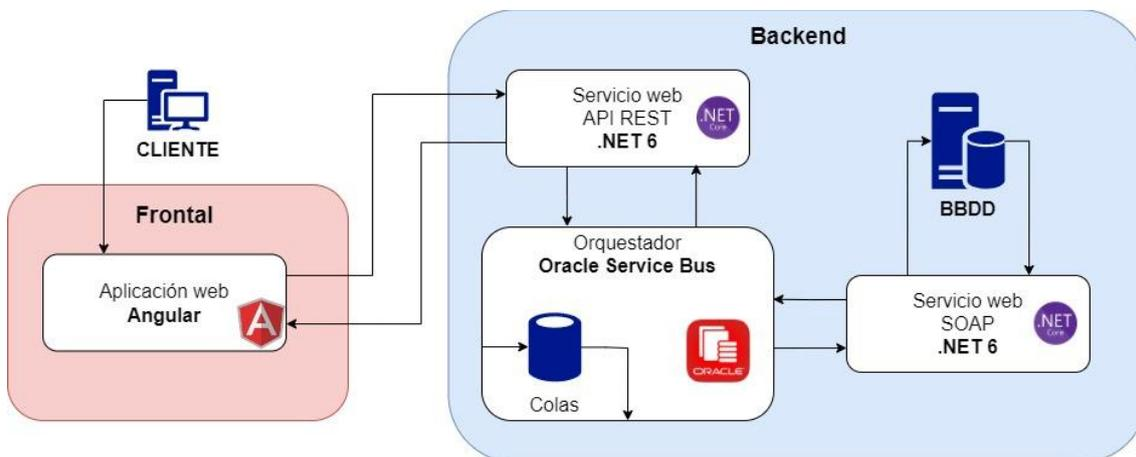 Backend
CLIENTE
Servicio web
API REST
.NET 6
.NET
Core
Frontal
Aplicación web
Angular
A
Orquestador
Oracle Service Bus
Colas
ORACLE
BBDD
Servicio web
SOAP
.NET 6
.NET
Core